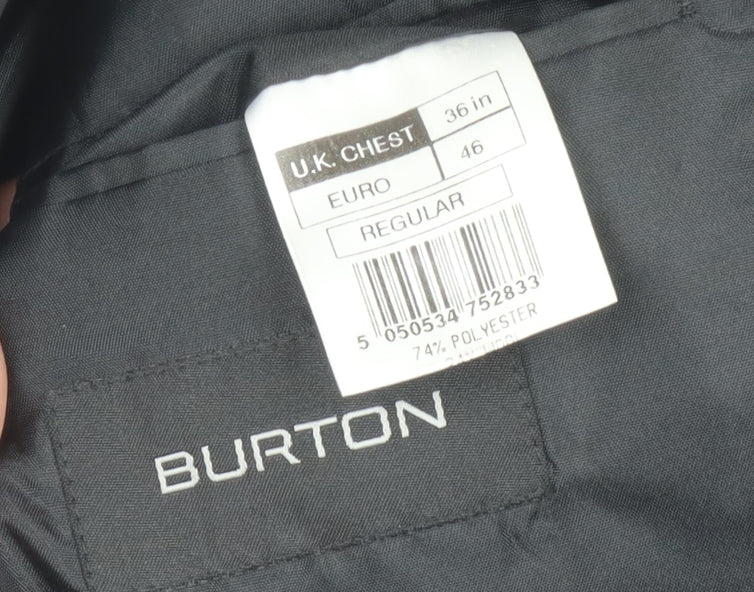 U.K. CHEST 36 in
EURO 46
REGULAR
5 050534 752833
74% POLYESTER
BURTON